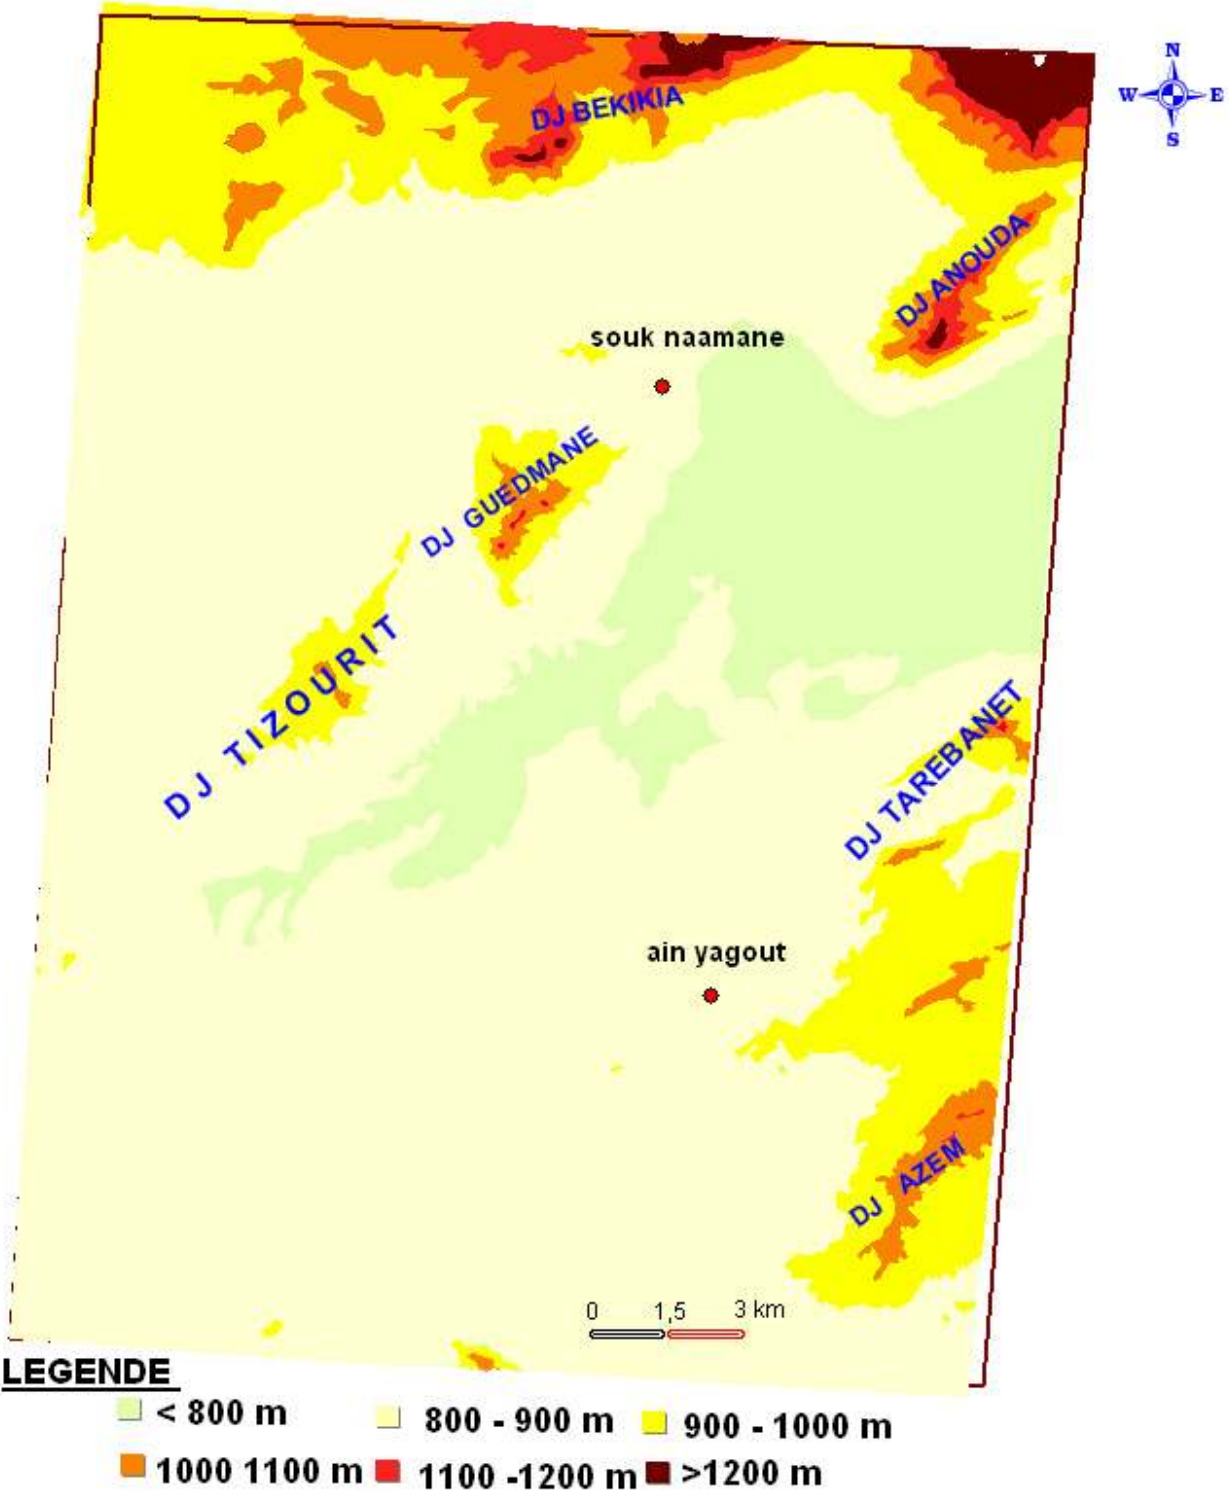 N
W E
S
DJ BEKIKIA
DJ ANOUDA
souk naamane
DJ GUEDMANE
DJ TIZOURIT
DJ TAREBANET
ain yagout
DJ AZEM
0 1,5 3 km
LEGENDE
< 800 m 800 - 900 m 900 - 1000 m
1000 1100 m 1100 -1200 m >1200 m